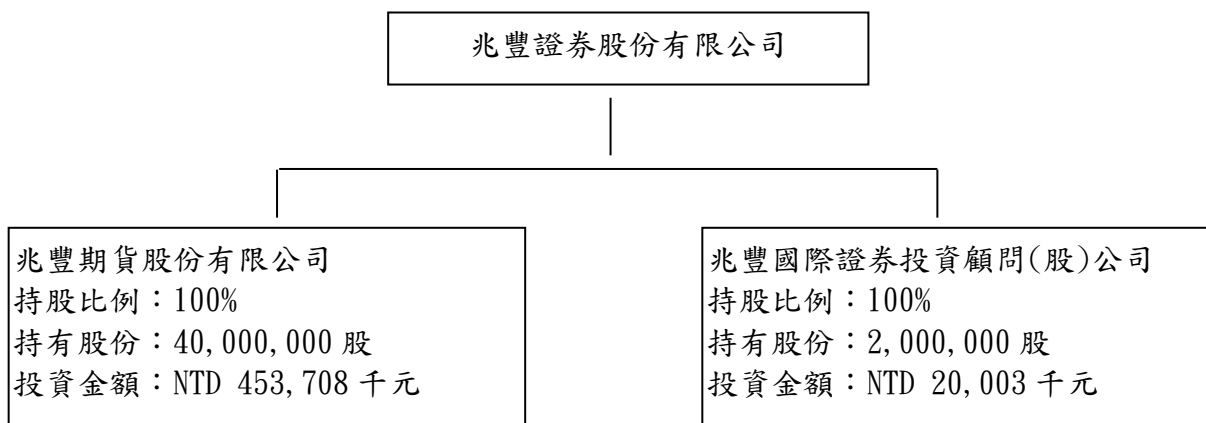 兆豐證券股份有限公司
兆豐期貨股份有限公司
持股比例：100%
持有股份：40,000,000 股
投資金額：NTD 453,708 千元
兆豐國際證券投資顧問(股)公司
持股比例：100%
持有股份：2,000,000 股
投資金額：NTD 20,003 千元